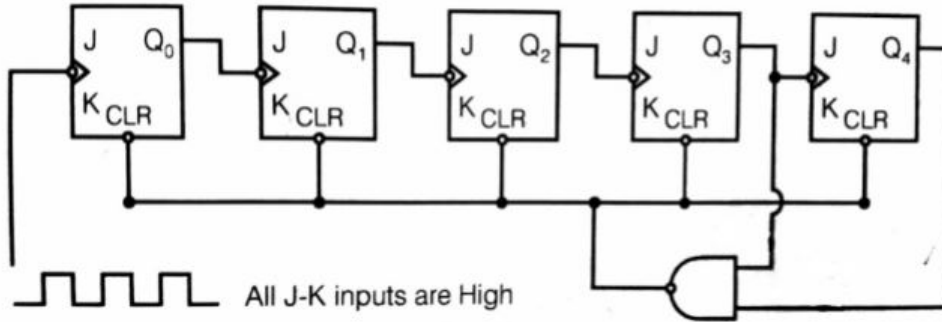 J Q₀ J Q₁ J Q₂ J Q₃ J Q₄
K CLR K CLR K CLR K CLR K CLR
All J-K inputs are High